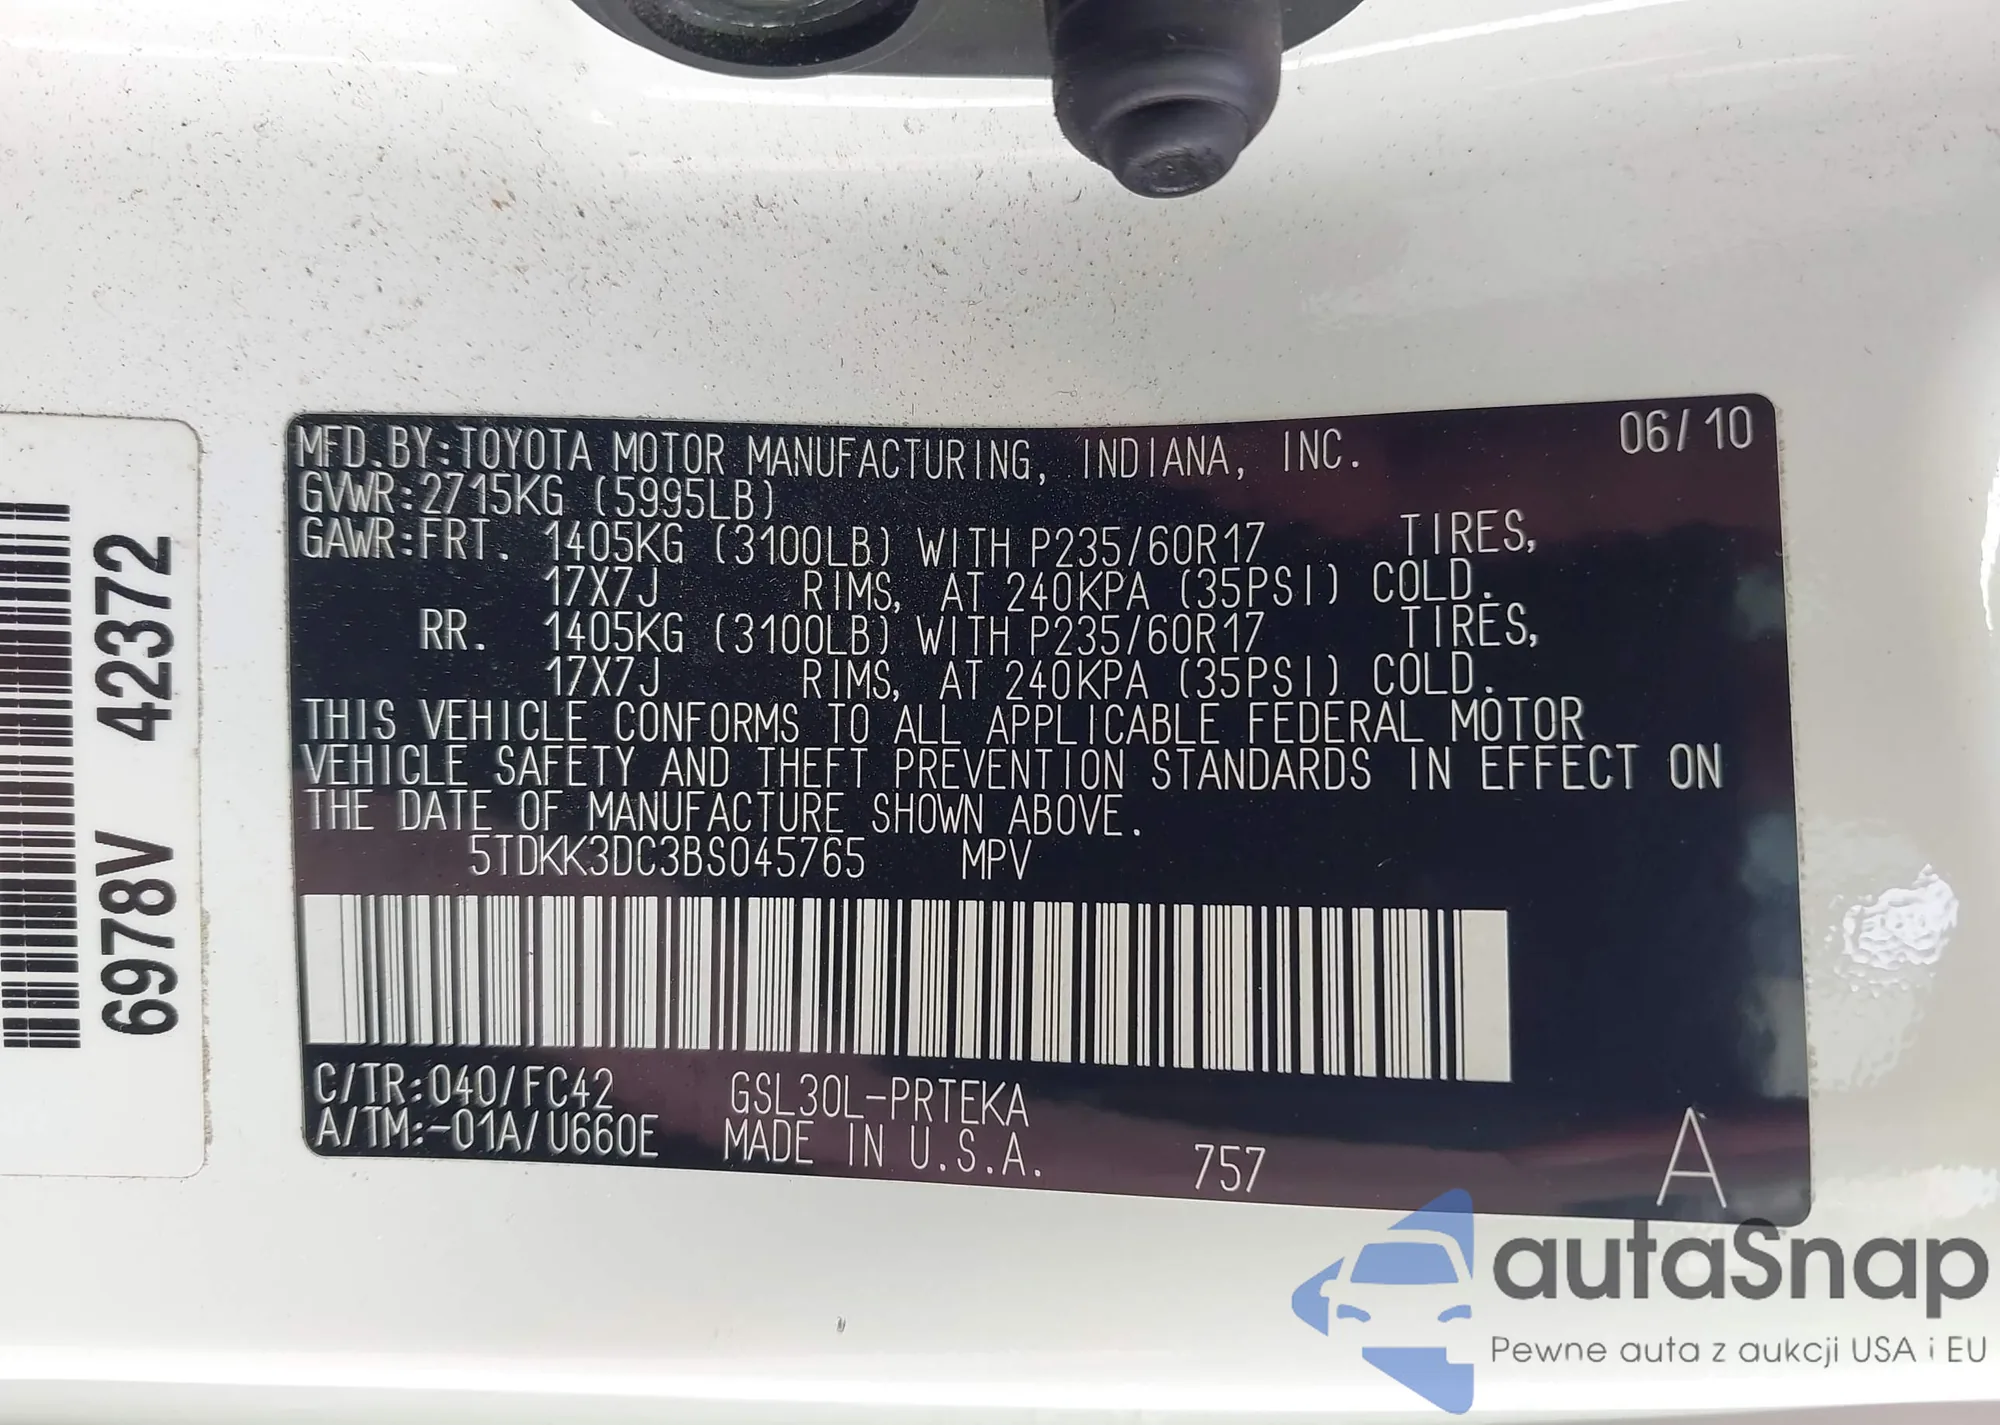 MFD.BY:TOYOTA MOTOR MANUFACTURING, INDIANA, INC. 06/10
GVWR:2715KG (5995LB)
GAWR:FRT. 1405KG (3100LB) WITH P235/60R17 TIRES,
17X7J RIMS, AT 240KPA (35PSI) COLD.
RR. 1405KG (3100LB) WITH P235/60R17 TIRES,
17X7J RIMS, AT 240KPA (35PSI) COLD.
THIS VEHICLE CONFORMS TO ALL APPLICABLE FEDERAL MOTOR
VEHICLE SAFETY AND THEFT PREVENTION STANDARDS IN EFFECT ON
THE DATE OF MANUFACTURE SHOWN ABOVE.
5TDKK3DC3BS045765 MPV
C/TR:040/FC42 GSL30L-PRTEKA
A/TM:-01A/U660E MADE IN U.S.A. 757 A
6978V 42372
autaSnap
Pewne auta z aukcji USA i EU